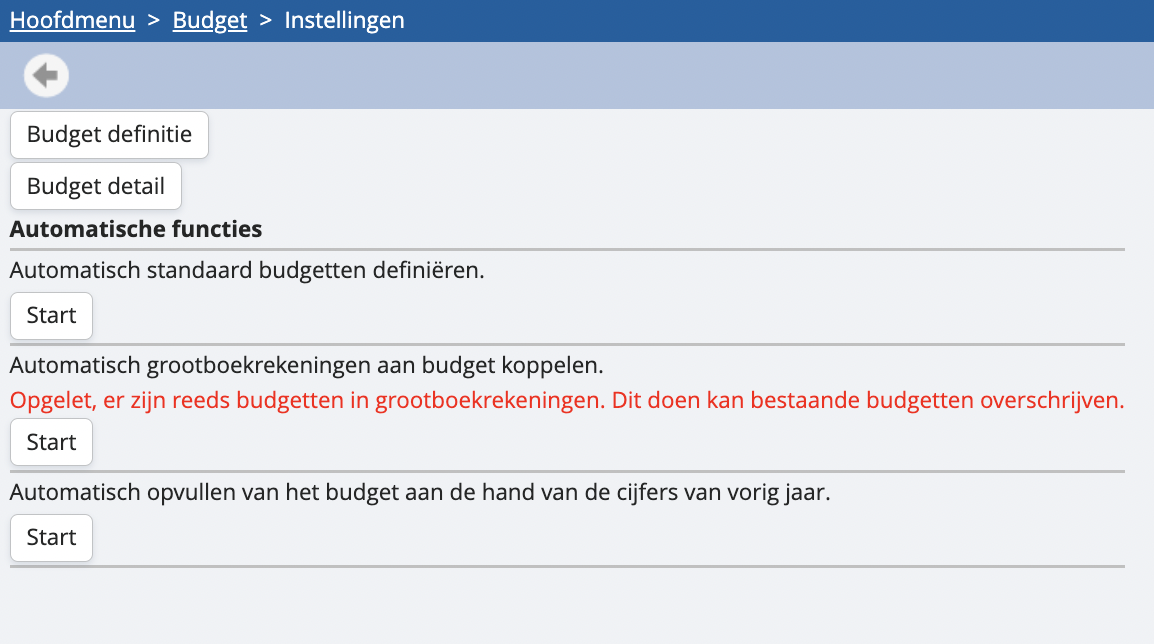 Hoofdmenu > Budget > Instellingen
Budget definitie
Budget detail
Automatische functies
Automatisch standaard budgetten definiëren.
Start
Automatisch grootboekrekeningen aan budget koppelen.
Opgelet, er zijn reeds budgetten in grootboekrekeningen. Dit doen kan bestaande budgetten overschrijven.
Start
Automatisch opvullen van het budget aan de hand van de cijfers van vorig jaar.
Start